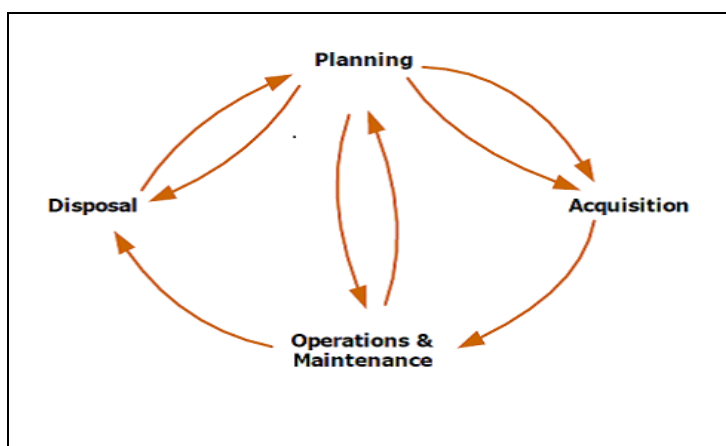 Planning
Disposal
Acquisition
Operations &
Maintenance